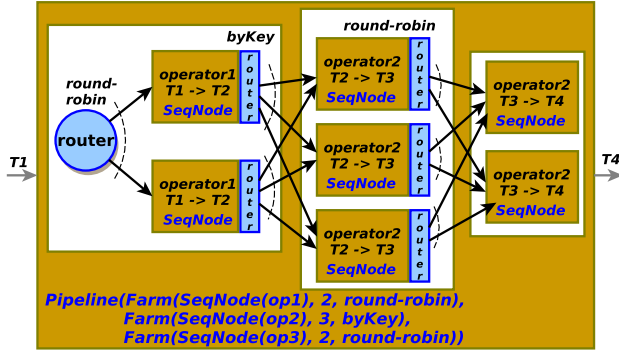 T1
round-
robin
router
byKey
operator1
T1 -> T2
SeqNode
router
operator1
T1 -> T2
SeqNode
router
round-robin
operator2
T2 -> T3
SeqNode
router
operator2
T2 -> T3
SeqNode
router
operator2
T2 -> T3
SeqNode
router
operator2
T3 -> T4
SeqNode
operator2
T3 -> T4
SeqNode
T4
Pipeline(Farm(SeqNode(op1), 2, round-robin),
Farm(SeqNode(op2), 3, byKey),
Farm(SeqNode(op3), 2, round-robin))